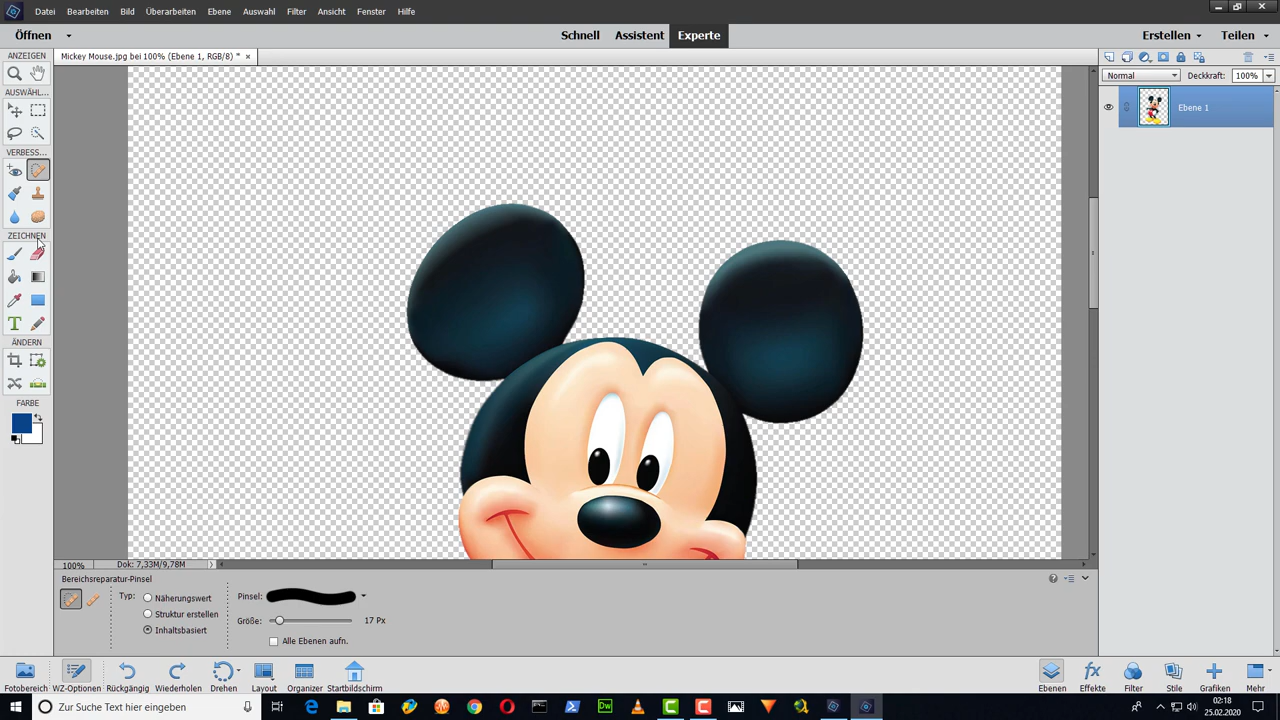 Datei Bearbeiten Bild Überarbeiten Ebene Auswahl Filter Ansicht Fenster Hilfe
Öffnen Schnell Assistent Experte Erstellen Teilen
ANZEIGEN
Mickey Mouse.jpg bei 100% (Ebene 1, RGB/8) * ×
Normal Deckkraft: 100%
AUSWÄHL...
Ebene 1
VERBESS...
ZEICHNEN
ÄNDERN
FARBE
100% Dok: 7,33M/9,78M
Bereichsreparatur-Pinsel
Typ: Näherungswert Pinsel:
Struktur erstellen Größe: 17 Px
Inhaltsbasiert Alle Ebenen aufn.
Fotobereich WZ-Optionen Rückgängig Wiederholen Drehen Layout Organizer Startbildschirm Ebenen Effekte Filter Stile Grafiken Mehr
Zur Suche Text hier eingeben
02:18
25.02.2020